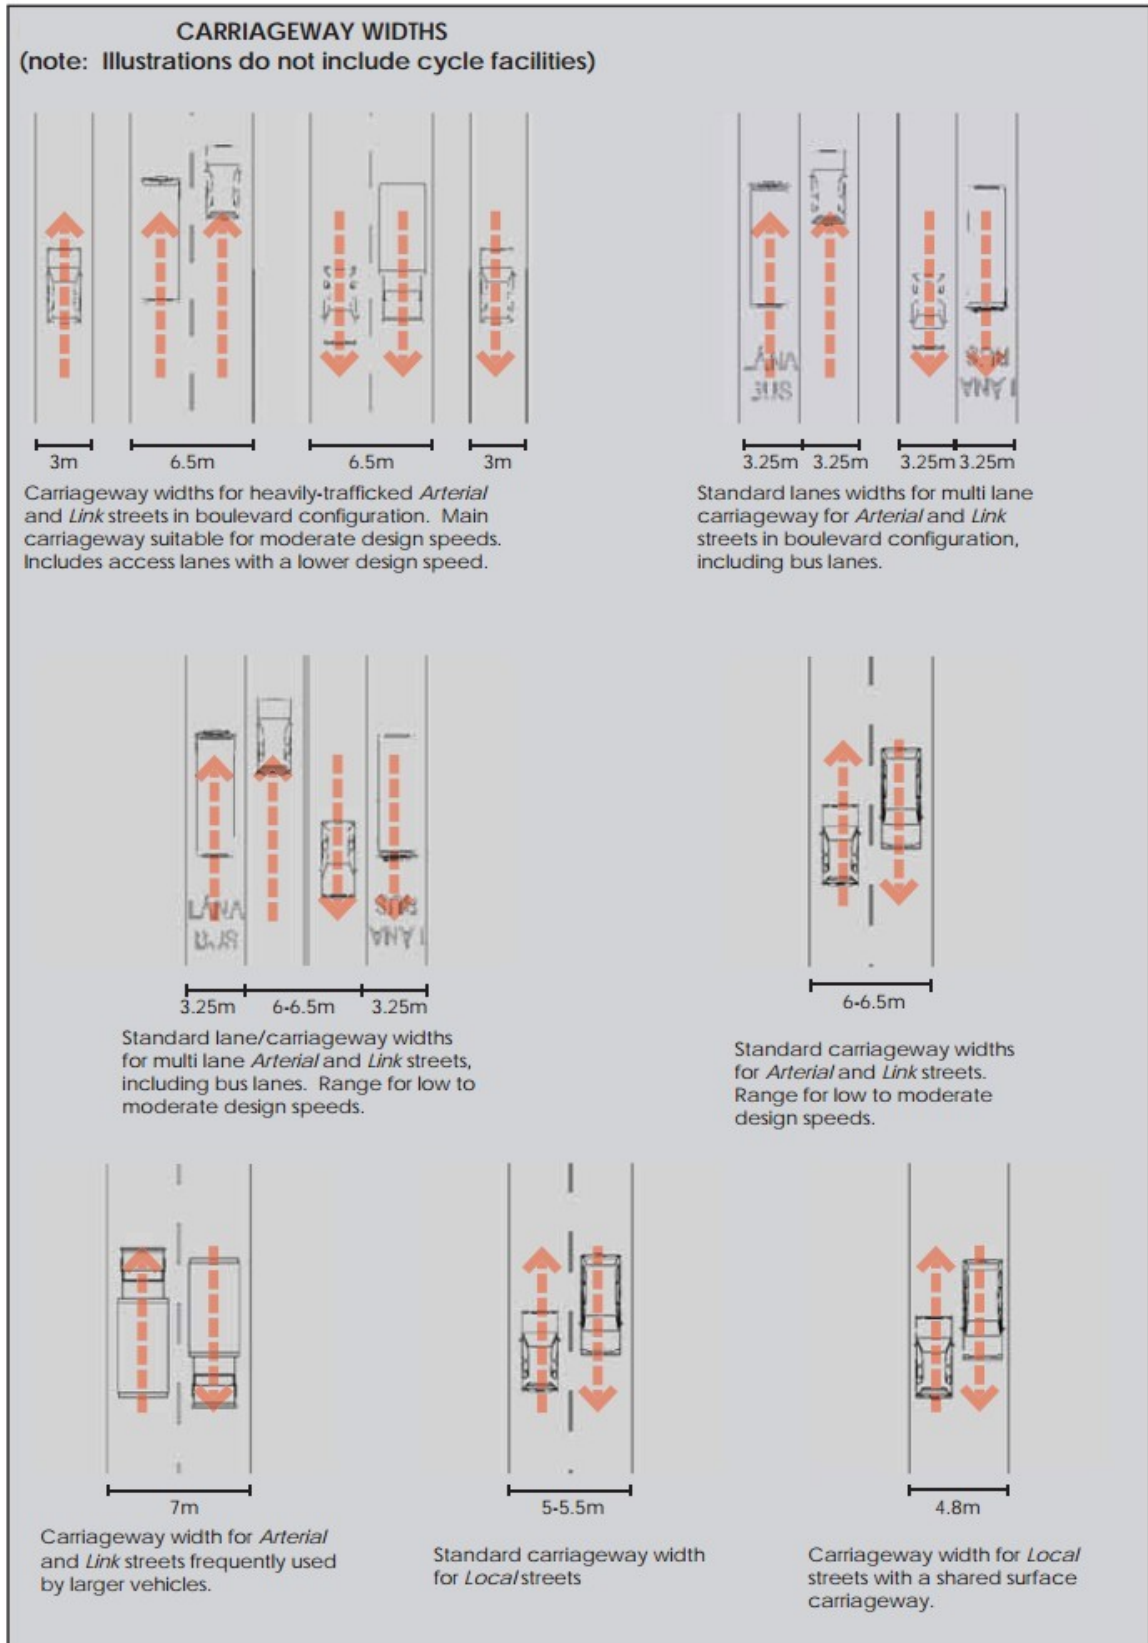 CARRIAGEWAY WIDTHS
(note: Illustrations do not include cycle facilities)
3m
6.5m
6.5m
3m
Carriageway widths for heavily-trafficked Arterial
and Link streets in boulevard configuration. Main
carriageway suitable for moderate design speeds.
Includes access lanes with a lower design speed.
LÁNA
BUS
3.25m 3.25m
3.25m 3.25m
Standard lanes widths for multi lane
carriageway for Arterial and Link
streets in boulevard configuration,
including bus lanes.
LÁNA
BUS
3.25m
6-6.5m
3.25m
Standard lane/carriageway widths
for multi lane Arterial and Link streets,
including bus lanes. Range for low to
moderate design speeds.
6-6.5m
Standard carriageway widths
for Arterial and Link streets.
Range for low to moderate
design speeds.
7m
Carriageway width for Arterial
and Link streets frequently used
by larger vehicles.
5-5.5m
Standard carriageway width
for Local streets
4.8m
Carriageway width for Local
streets with a shared surface
carriageway.